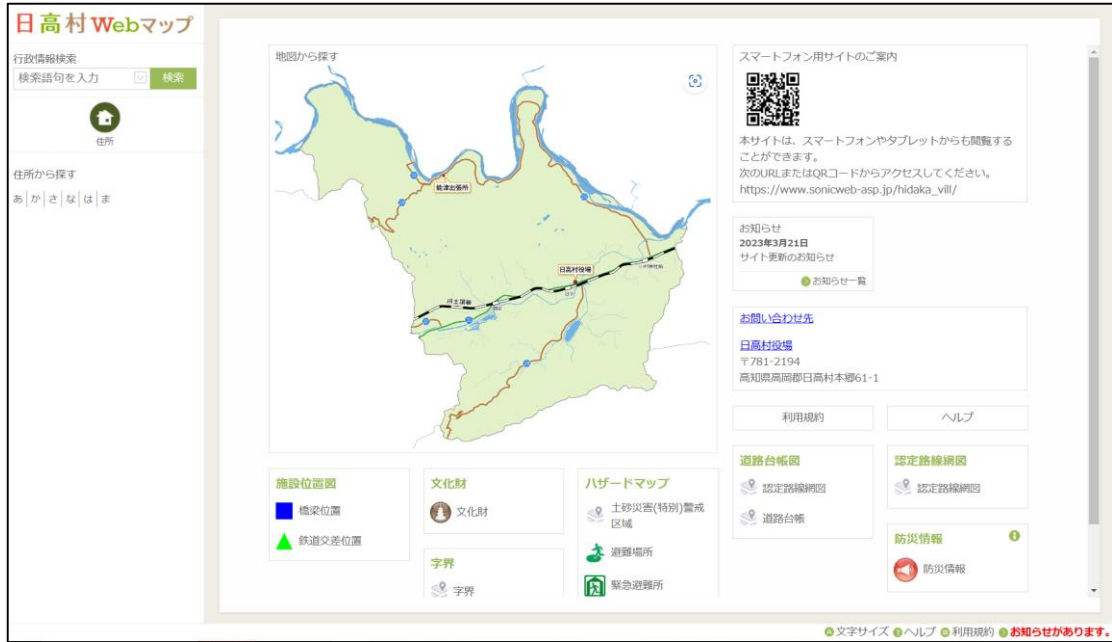 日高村Webマップ
行政情報検索
検索語句を入力
検索
住所
住所から探す
あ|か|さ|な|は|ま
地図から探す
能津出張所
日高村役場
JR土讃線
日下
小村神社前
スマートフォン用サイトのご案内
本サイトは、スマートフォンやタブレットからも閲覧する
ことができます。
次のURLまたはQRコードからアクセスしてください。
https://www.sonicweb-asp.jp/hidaka_vill/
お知らせ
2023年3月21日
サイト更新のお知らせ
お知らせ一覧
お問い合わせ先
日高村役場
〒781-2194
高知県高岡郡日高村本郷61-1
利用規約
ヘルプ
施設位置図
橋梁位置
鉄道交差位置
文化財
文化財
字界
字界
ハザードマップ
土砂災害(特別)警戒
区域
避難場所
緊急避難所
道路台帳図
認定路線網図
道路台帳
認定路線網図
認定路線網図
防災情報
防災情報
文字サイズ ヘルプ 利用規約 お知らせがあります。